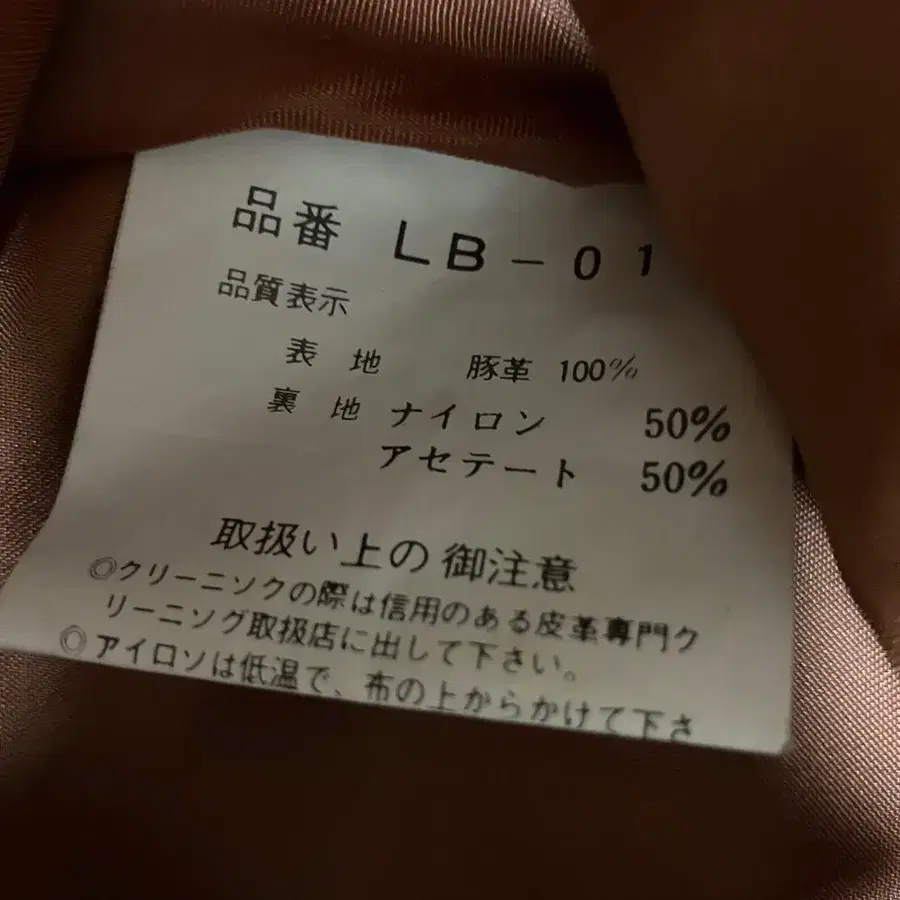 品番 LB-01
品質表示
表地 豚革 100%
裏地 ナイロン 50%
アセテート 50%
取扱い上の御注意
◎クリーニックの際は信用のある皮革専門ク
リーニング取扱店に出して下さい。
◎アイロンは低温で、布の上からかけて下さ